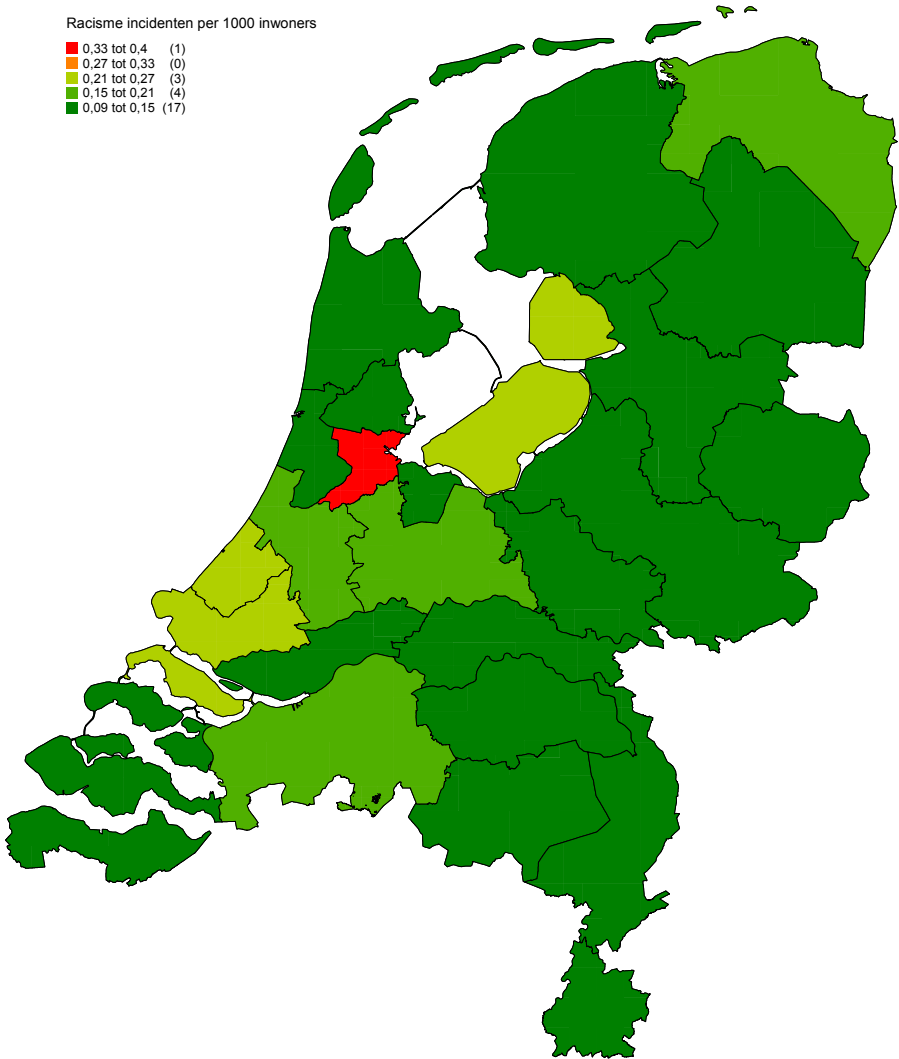 Racisme incidenten per 1000 inwoners
0,33 tot 0,4 (1)
0,27 tot 0,33 (0)
0,21 tot 0,27 (3)
0,15 tot 0,21 (4)
0,09 tot 0,15 (17)